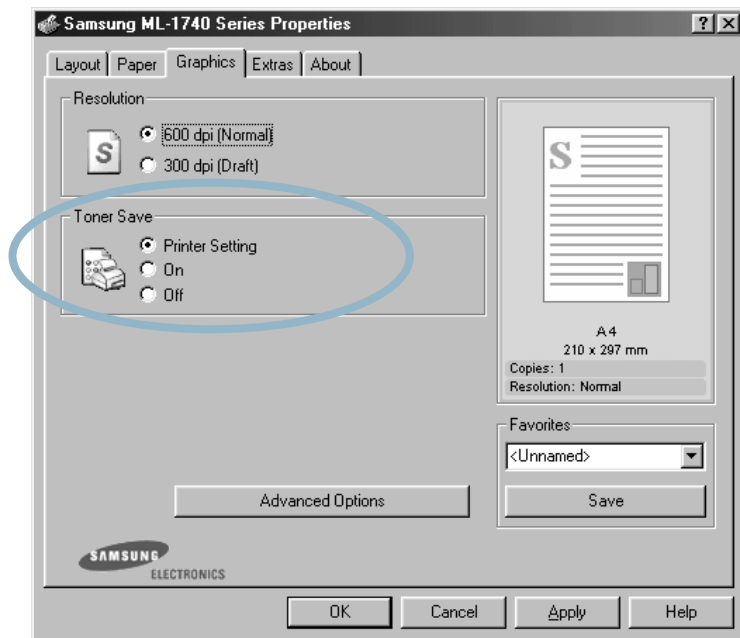 Samsung ML-1740 Series Properties
Layout Paper Graphics Extras About
Resolution
S
600 dpi (Normal)
300 dpi (Draft)
Toner Save
Printer Setting
On
Off
S
A4
210 x 297 mm
Copies: 1
Resolution: Normal
Favorites
<Unnamed>
Save
Advanced Options
SAMSUNG
ELECTRONICS
OK Cancel Apply Help